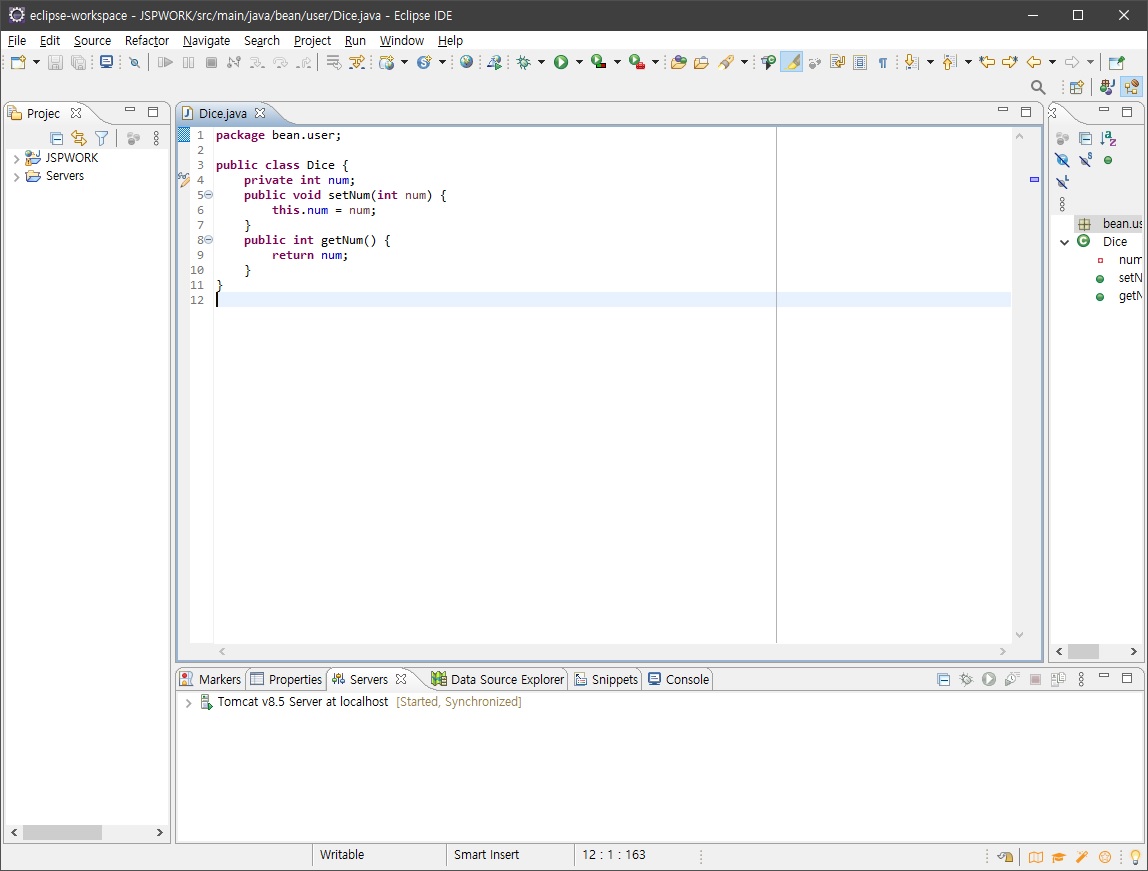 eclipse-workspace - JSPWORK/src/main/java/bean/user/Dice.java - Eclipse IDE
File Edit Source Refactor Navigate Search Project Run Window Help
Projec
JSPWORK
Servers
Dice.java
1 package bean.user;
2
3 public class Dice {
4     private int num;
5     public void setNum(int num) {
6         this.num = num;
7     }
8     public int getNum() {
9         return num;
10     }
11 }
12
bean.us
Dice
num
setN
getN
Markers Properties Servers Data Source Explorer Snippets Console
Tomcat v8.5 Server at localhost [Started, Synchronized]
Writable Smart Insert 12 : 1 : 163